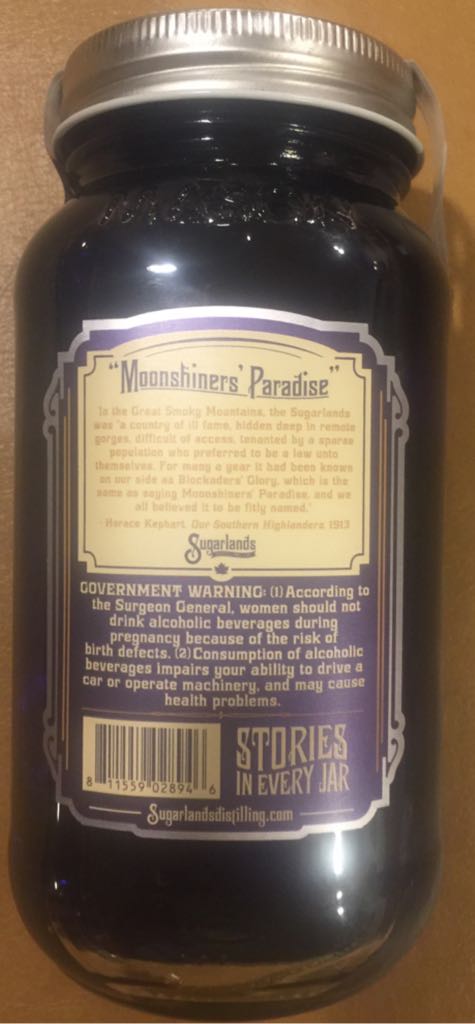 MASON
"Moonshiners' Paradise"
In the Great Smoky Mountains, the Sugarlands
was "a country of ill fame, hidden deep in remote
gorges, difficult of access, tenanted by a sparse
population who preferred to be a law unto
themselves. For many a year it had been known
on our side as Blockaders' Glory, which is the
same as saying Moonshiners' Paradise, and we
all believed it to be fitly named."
- Horace Kephart, Our Southern Highlanders 1913
Sugarlands
GOVERNMENT WARNING: (1) According to
the Surgeon General, women should not
drink alcoholic beverages during
pregnancy because of the risk of
birth defects. (2) Consumption of alcoholic
beverages impairs your ability to drive a
car or operate machinery, and may cause
health problems.
8 11559 02894 6
STORIES
IN EVERY JAR
Sugarlandsdistilling.com